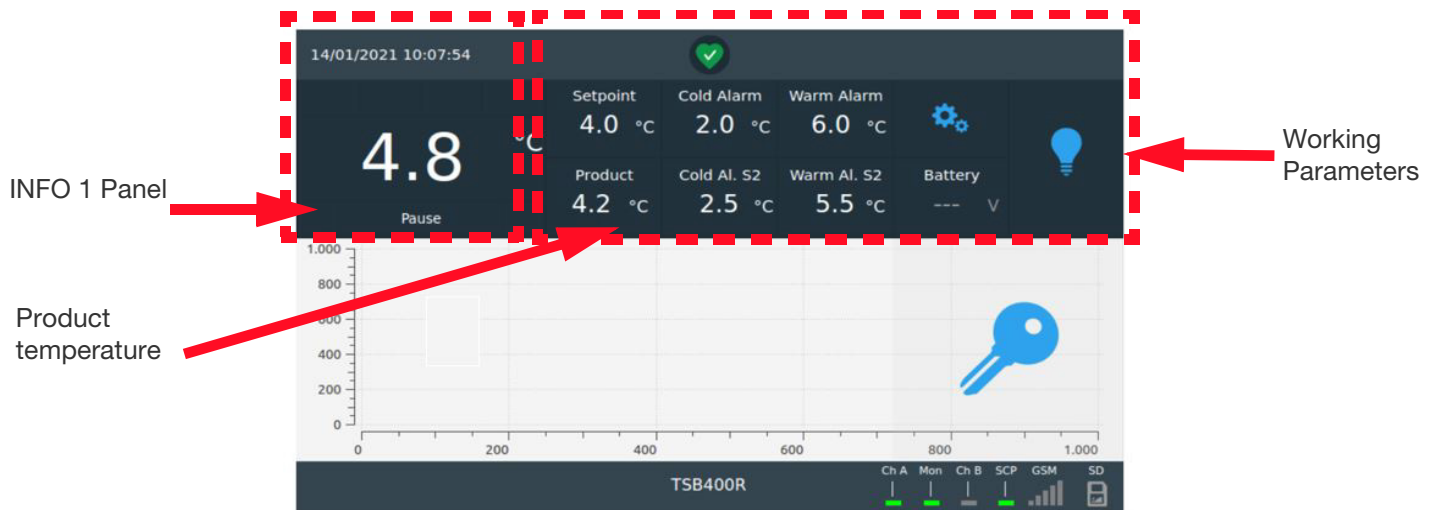 14/01/2021 10:07:54
Setpoint
4.0 °C
Cold Alarm
2.0 °C
Warm Alarm
6.0 °C
4.8 °C
Product
4.2 °C
Cold Al. S2
2.5 °C
Warm Al. S2
5.5 °C
Battery
--- V
Pause
INFO 1 Panel
Working
Parameters
Product
temperature
1.000
800
600
400
200
0
0 200 400 600 800 1.000
TSB400R
Ch A Mon Ch B SCP GSM SD